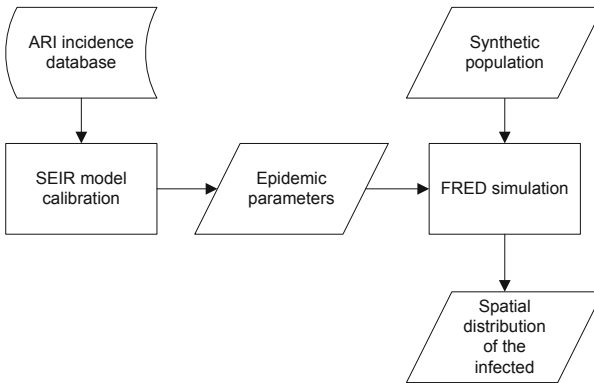 ARI incidence
database
Synthetic
population
SEIR model
calibration
Epidemic
parameters
FRED simulation
Spatial
distribution
of the
infected